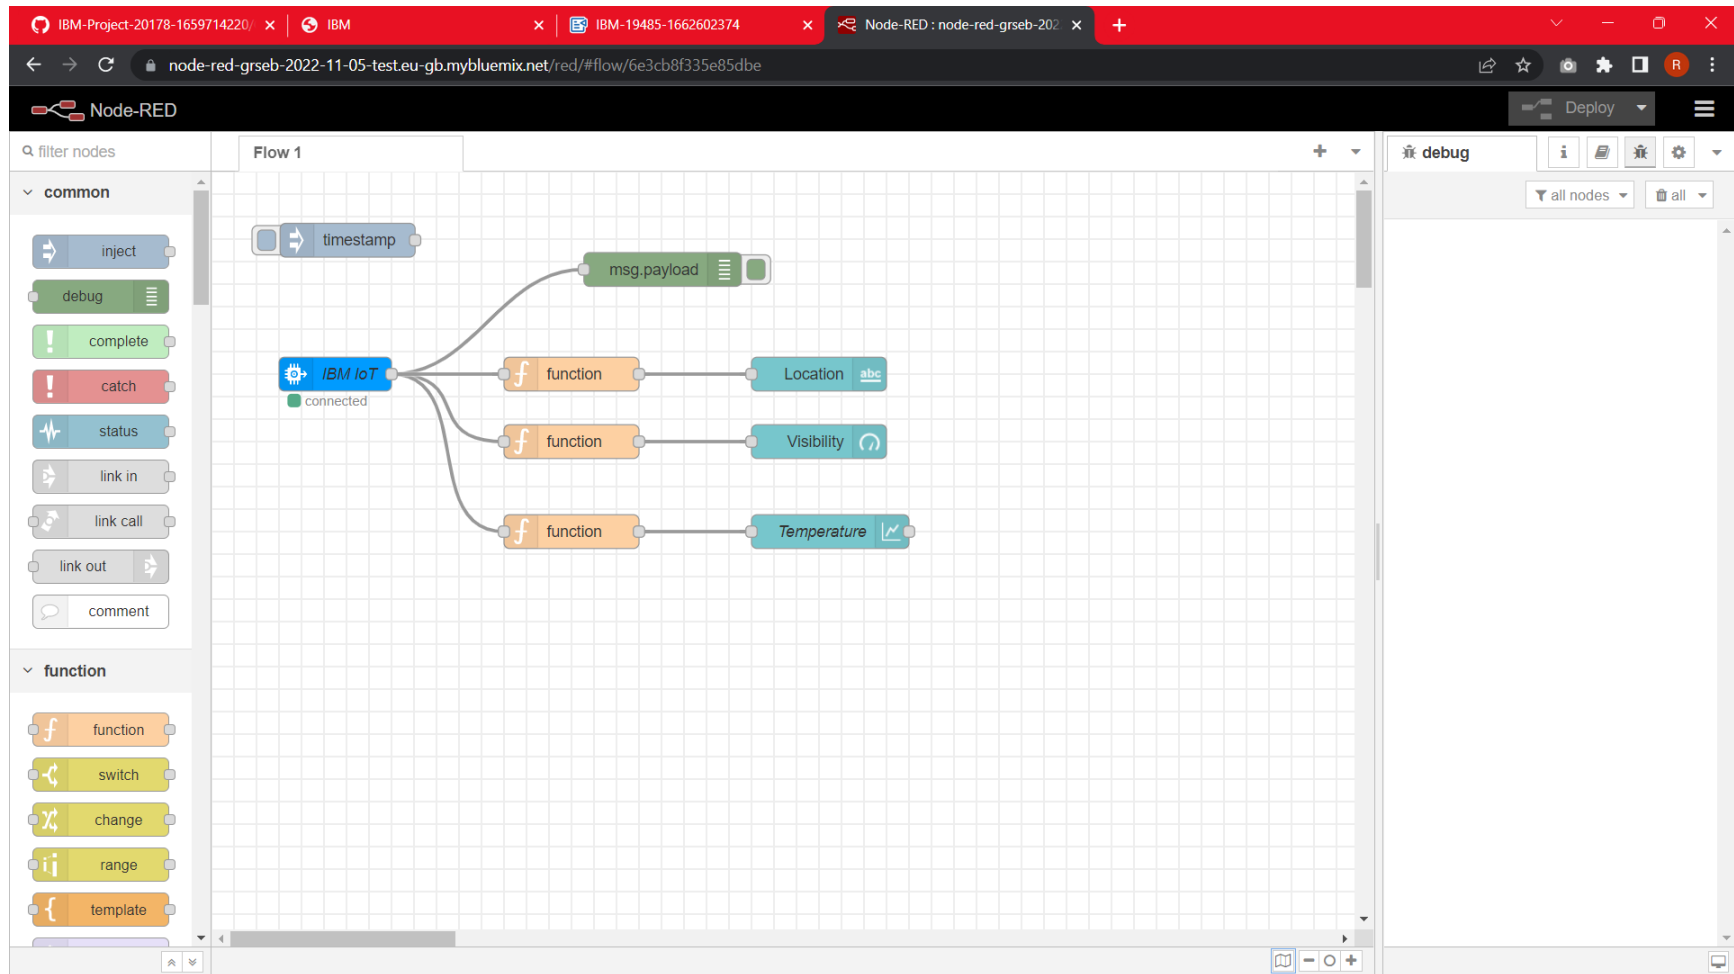 IBM-Project-20178-1659714220/
IBM
IBM-19485-1662602374
Node-RED : node-red-grseb-202
node-red-grseb-2022-11-05-test.eu-gb.mybluemix.net/red/#flow/6e3cb8f335e85dbe
R
Node-RED
Deploy
filter nodes
Flow 1
debug
i
all nodes
all
common
inject
debug
complete
catch
status
link in
link call
link out
comment
function
function
switch
change
range
template
timestamp
msg.payload
IBM IoT
connected
function
Location
abc
function
Visibility
function
Temperature